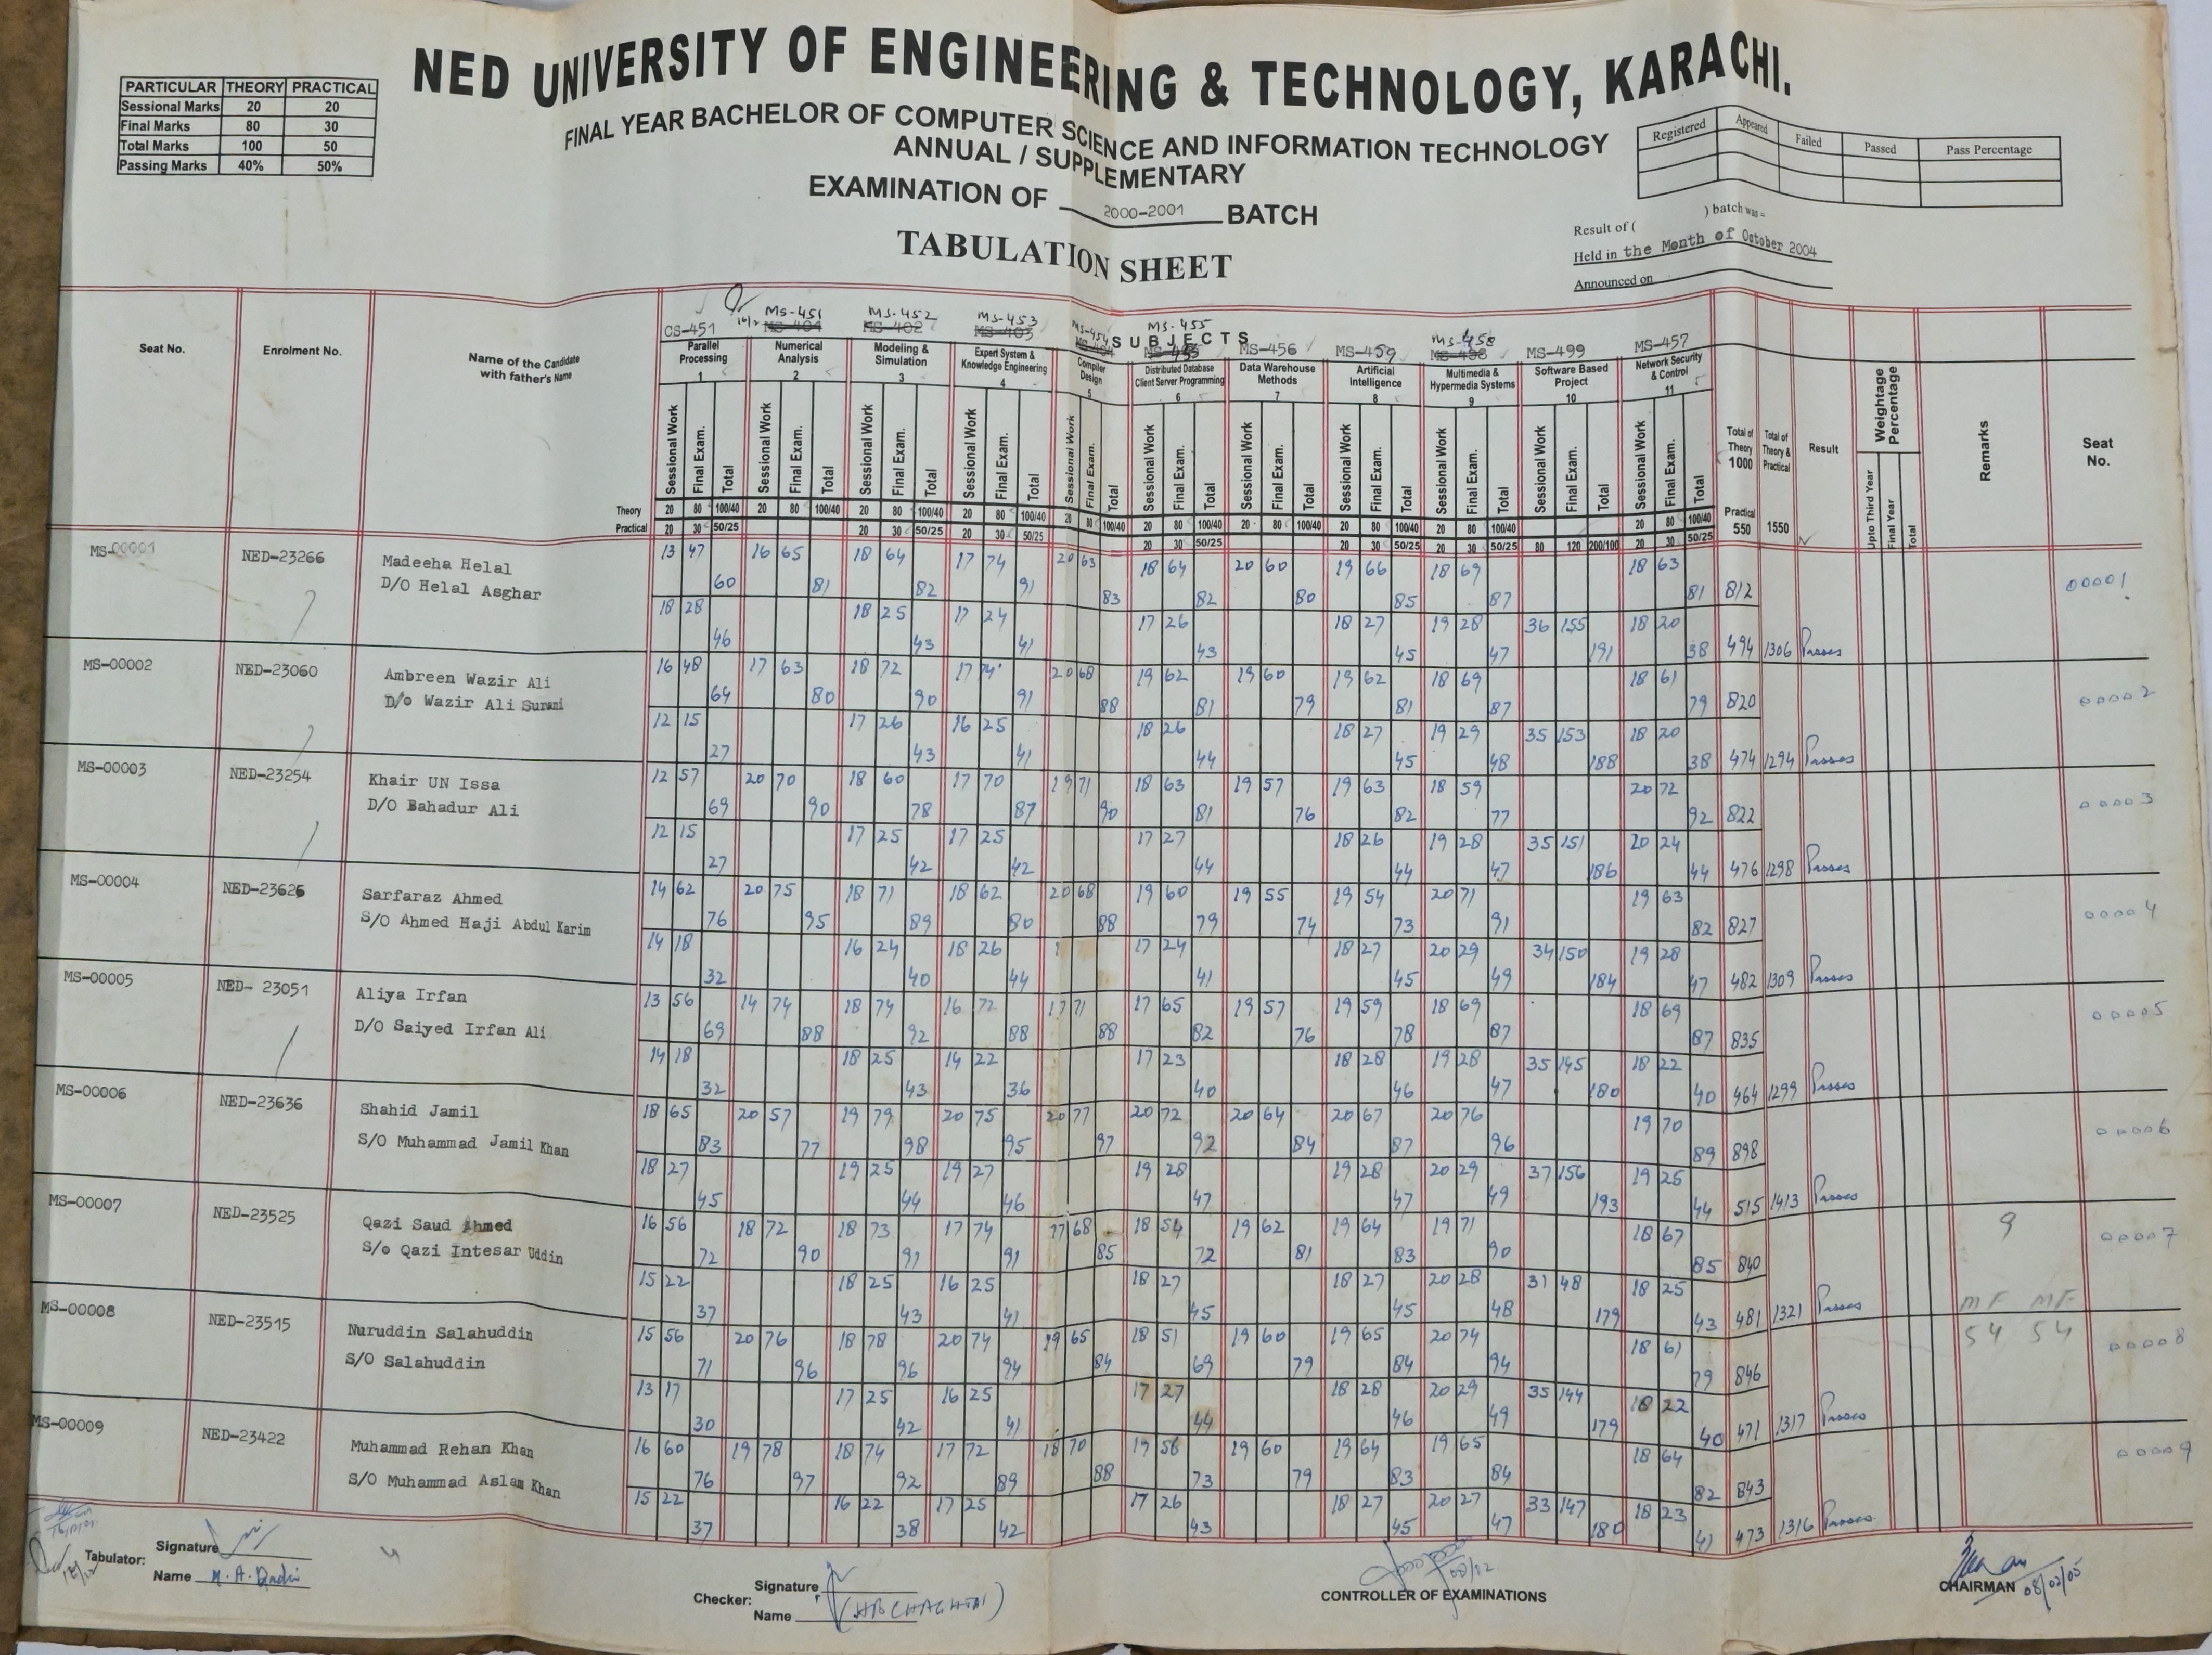 NED UNIVERSITY OF ENGINEERING & TECHNOLOGY, KARACHI.
FINAL YEAR BACHELOR OF COMPUTER SCIENCE AND INFORMATION TECHNOLOGY
ANNUAL / SUPPLEMENTARY
EXAMINATION OF 2000-2001 BATCH
TABULATION SHEET
PARTICULAR THEORY PRACTICAL
Sessional Marks 20 20
Final Marks 80 30
Total Marks 100 50
Passing Marks 40% 50%
Registered Appeared Failed Passed Pass Percentage
Result of ( ) batch was =
Held in the Month of October 2004
Announced on
SUBJECTS
CS-451 MS-451 MS-452 MS-453 MS-454 MS-455 MS-456 MS-459 MS-458 MS-499 MS-457
Seat No. Enrolment No. Name of the Candidate with father's Name
Parallel Processing 1
Numerical Analysis 2
Modeling & Simulation 3
Expert System & Knowledge Engineering 4
Compiler Design 5
Distributed Database Client Server Programming 6
Data Warehouse Methods 7
Artificial Intelligence 8
Multimedia & Hypermedia Systems 9
Software Based Project 10
Network Security & Control 11
Sessional Work Final Exam. Total
Total of Theory 1000 Practical 550
Total of Theory & Practical 1550
Result
Weightage Percentage
Upto Third Year Final Year Total
Remarks
Seat No.
Theory 20 80 100/40 20 80 100/40 20 80 100/40 20 80 100/40 20 80 100/40 20 80 100/40 20 80 100/40 20 80 100/40 20 80 100/40 20 80 100/40
Practical 20 30 50/25 20 30 50/25 20 30 50/25 20 30 50/25 20 30 50/25 20 30 50/25 80 120 200/100 20 30 50/25
MS-00001 NED-23266 Madeeha Helal
D/O Helal Asghar
13 47 60 16 65 81 18 64 82 17 74 91 20 63 83 18 64 82 20 60 80 19 66 85 18 69 87 18 63 81 812 00001
18 28 46 18 25 43 17 24 41 17 26 43 18 27 45 19 28 47 36 155 191 18 20 38 494 1306 Passes
MS-00002 NED-23060 Ambreen Wazir Ali
D/o Wazir Ali Surani
16 48 64 17 63 80 18 72 90 17 74 91 20 68 88 19 62 81 19 60 79 19 62 81 18 69 87 18 61 79 820 00002
12 15 27 17 26 43 16 25 41 18 26 44 18 27 45 19 29 48 35 153 188 18 20 38 474 1294 Passes
MS-00003 NED-23254 Khair UN Issa
D/O Bahadur Ali
12 57 69 20 70 90 18 60 78 17 70 87 19 71 90 18 63 81 19 57 76 19 63 82 18 59 77 20 72 92 822 00003
12 15 27 17 25 42 17 25 42 17 27 44 18 26 44 19 28 47 35 151 186 20 24 44 476 1298 Passes
MS-00004 NED-23626 Sarfaraz Ahmed
S/O Ahmed Haji Abdul Karim
14 62 76 20 75 95 18 71 89 18 62 80 20 68 88 19 60 79 19 55 74 19 54 73 20 71 91 19 63 82 827 00004
14 18 32 16 24 40 18 26 44 17 24 41 18 27 45 20 29 49 34 150 184 19 28 47 482 1309 Passes
MS-00005 NED- 23051 Aliya Irfan
D/O Saiyed Irfan Ali
13 56 69 14 74 88 18 74 92 16 72 88 17 71 88 17 65 82 19 57 76 19 59 78 18 69 87 18 69 87 835 00005
14 18 32 18 25 43 14 22 36 17 23 40 18 28 46 19 28 47 35 145 180 18 22 40 464 1299 Passes
MS-00006 NED-23636 Shahid Jamil
S/O Muhammad Jamil Khan
18 65 83 20 57 77 19 79 98 20 75 95 20 77 97 20 72 92 20 64 84 20 67 87 20 76 96 19 70 89 898 00006
18 27 45 19 25 44 19 27 46 19 28 47 19 28 47 20 29 49 37 156 193 19 25 44 515 1413 Passes
MS-00007 NED-23525 Qazi Saud Ahmed
S/o Qazi Intesar Uddin
16 56 72 18 72 90 18 73 91 17 74 91 17 68 85 18 54 72 19 62 81 19 64 83 19 71 90 18 67 85 840 9 00007
15 22 37 18 25 43 16 25 41 18 27 45 18 27 45 20 28 48 31 48 179 18 25 43 481 1321 Passes
MF MF
54 54
MS-00008 NED-23515 Nuruddin Salahuddin
S/O Salahuddin
15 56 71 20 76 96 18 78 96 20 74 94 19 65 84 18 51 69 19 60 79 19 65 84 20 74 94 18 61 79 846 00008
13 17 30 17 25 42 16 25 41 17 27 44 18 28 46 20 29 49 35 144 179 18 22 40 471 1317 Passes
MS-00009 NED-23422 Muhammad Rehan Khan
S/O Muhammad Aslam Khan
16 60 76 19 78 97 18 74 92 17 72 89 18 70 88 19 56 73 19 60 79 19 64 83 19 65 84 18 64 82 843 00009
15 22 37 16 22 38 17 25 42 17 26 43 18 27 45 20 27 47 33 147 180 18 23 41 473 1316 Passes
Tabulator: Signature
Name
Checker: Signature
Name
CONTROLLER OF EXAMINATIONS
CHAIRMAN 08/02/05